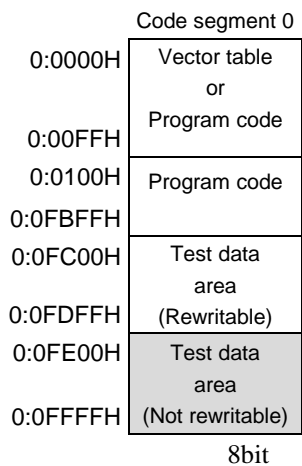 Code segment 0
0:0000H
Vector table
or
Program code
0:00FFH
0:0100H
Program code
0:0FBFFH
0:0FC00H
Test data
area
(Rewritable)
0:0FDFFH
0:0FE00H
Test data
area
(Not rewritable)
0:0FFFFH
8bit